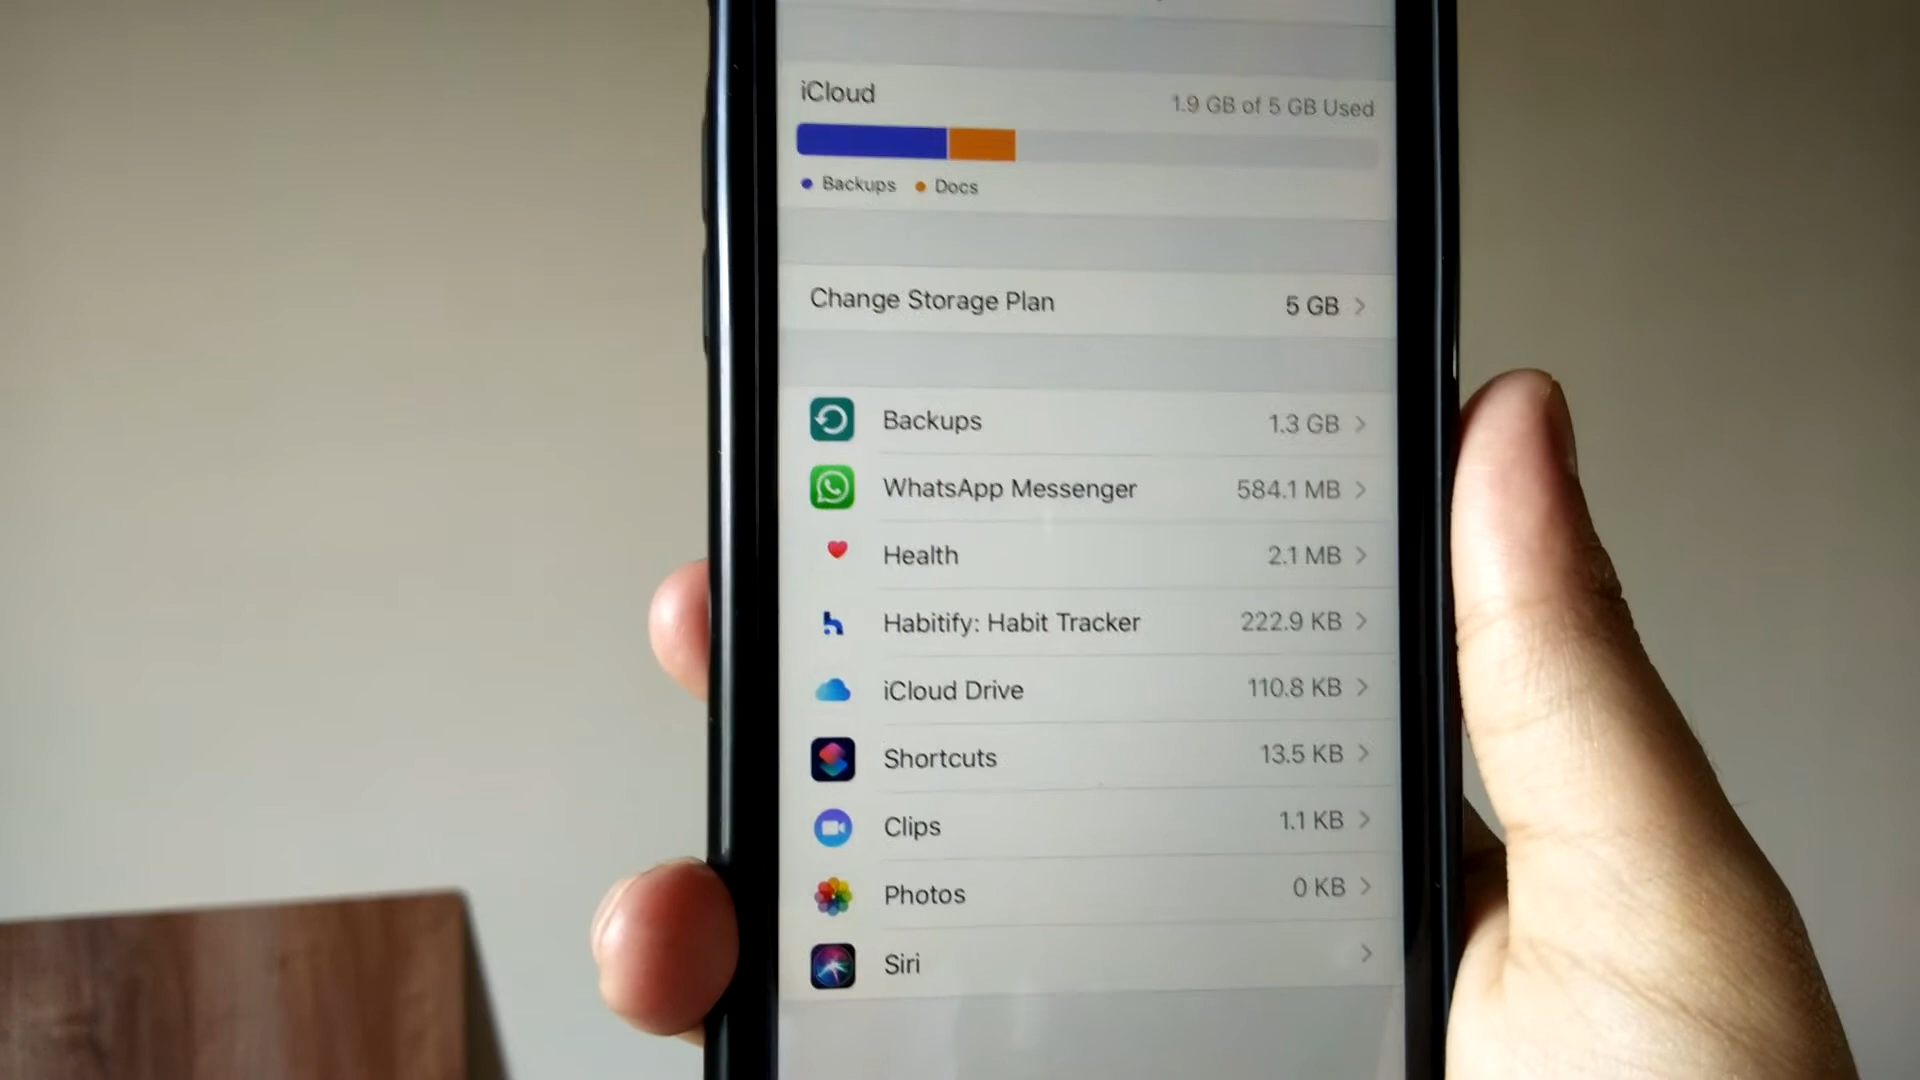 iCloud 1.9 GB of 5 GB Used
Backups Docs
Change Storage Plan 5 GB
Backups 1.3 GB
WhatsApp Messenger 584.1 MB
Health 2.1 MB
Habitify: Habit Tracker 222.9 KB
iCloud Drive 110.8 KB
Shortcuts 13.5 KB
Clips 1.1 KB
Photos 0 KB
Siri